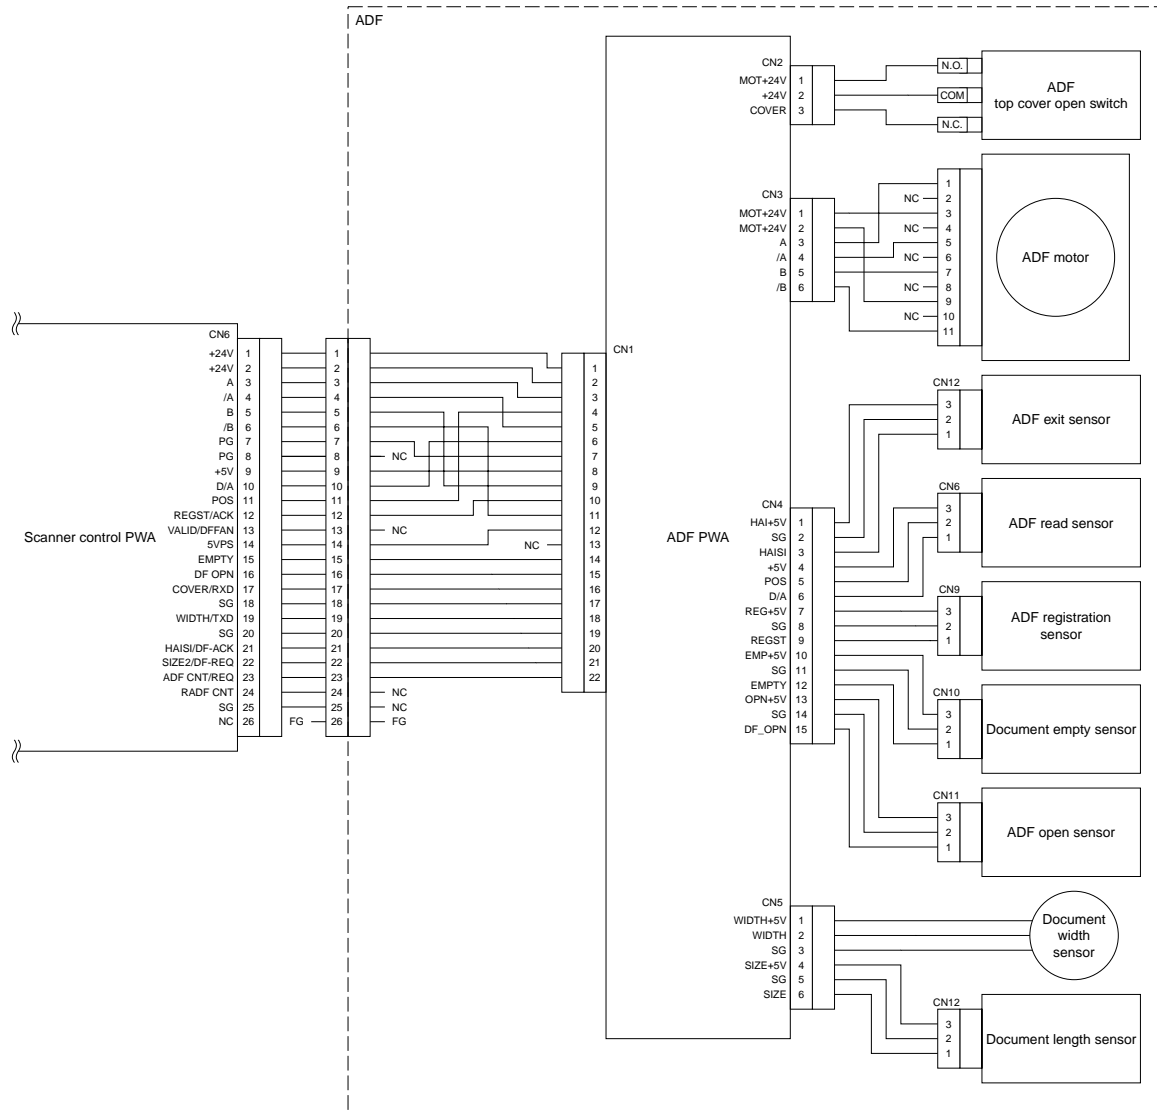 ADF
CN2
MOT+24V 1
+24V 2
COVER 3
N.O.
COM
N.C.
ADF
top cover open switch
CN3
MOT+24V 1
MOT+24V 2
A 3
/A 4
B 5
/B 6
1
NC 2
3
NC 4
5
NC 6
7
NC 8
9
NC 10
11
ADF motor
Scanner control PWA
CN6
+24V 1 1
+24V 2 2
A 3 3
/A 4 4
B 5 5
/B 6 6
PG 7 7
PG 8 8 NC
+5V 9 9
D/A 10 10
POS 11 11
REGST/ACK 12 12
VALID/DFFAN 13 13 NC
5VPS 14 14
EMPTY 15 15
DF OPN 16 16
COVER/RXD 17 17
SG 18 18
WIDTH/TXD 19 19
SG 20 20
HAISI/DF-ACK 21 21
SIZE2/DF-REQ 22 22
ADF CNT/REQ 23 23
RADF CNT 24 24 NC
SG 25 25 NC
NC 26 FG 26 FG
CN1
1
2
3
4
5
6
7
8
9
10
11
12
NC 13
14
15
16
17
18
19
20
21
22
ADF PWA
CN4
HAI+5V 1
SG 2
HAISI 3
+5V 4
POS 5
D/A 6
REG+5V 7
SG 8
REGST 9
EMP+5V 10
SG 11
EMPTY 12
OPN+5V 13
SG 14
DF_OPN 15
CN12
3
2
1
ADF exit sensor
CN6
3
2
1
ADF read sensor
CN9
3
2
1
ADF registration
sensor
CN10
3
2
1
Document empty sensor
CN11
3
2
1
ADF open sensor
CN5
WIDTH+5V 1
WIDTH 2
SG 3
SIZE+5V 4
SG 5
SIZE 6
Document
width
sensor
CN12
3
2
1
Document length sensor